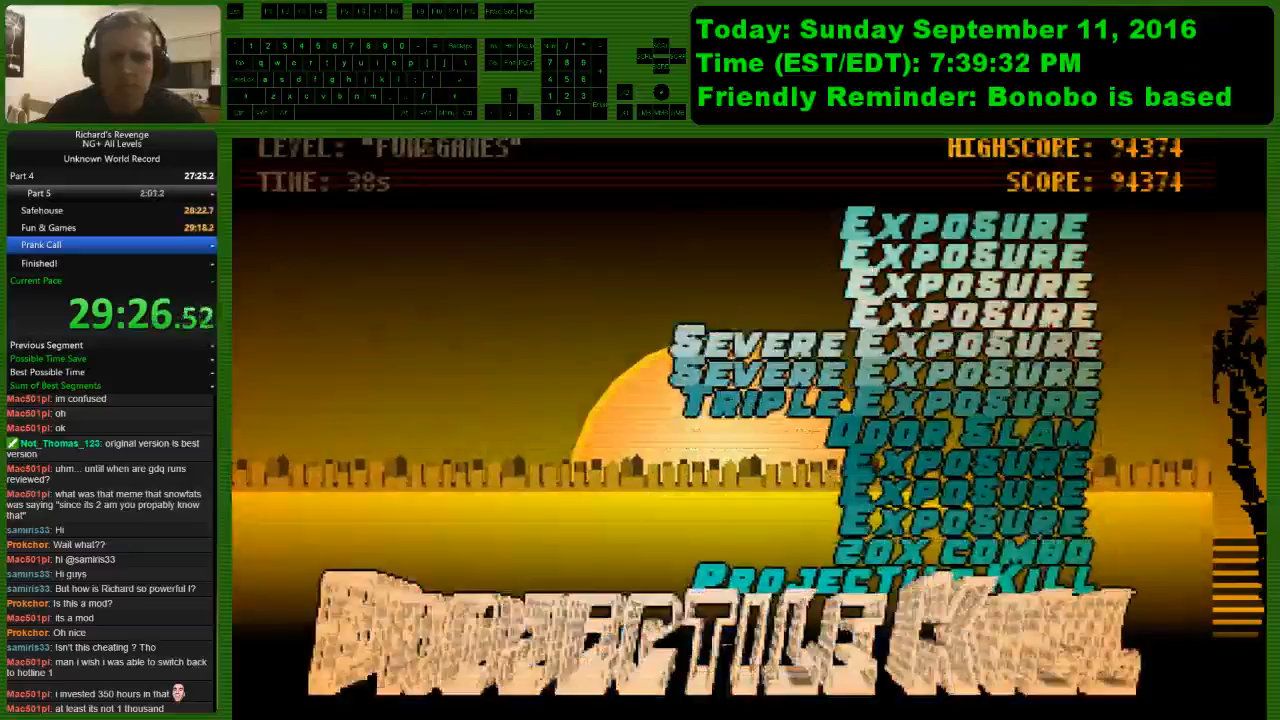 Today: Sunday September 11, 2016
Time (EST/EDT): 7:39:32 PM
Friendly Reminder: Bonobo is based
Richard's Revenge
NG+ All Levels
Unknown World Record
Part 4 27:25.2
Part 5 2:01.2 -
Safehouse 28:22.7
Fun & Games 29:18.2
Prank Call -
Finished! -
Current Pace -
29:26.52
Previous Segment -
Possible Time Save -
Best Possible Time -
Sum of Best Segments -
Mac501pl: im confused
Mac501pl: oh
Mac501pl: ok
Not_Thomas_123: original version is best
version
Mac501pl: uhm... untill when are gdq runs
reviewed?
Mac501pl: what was that meme that snowfats
was saying "since its 2 am you propably know
that"
samiris33: Hi
Prokchor: Wait what??
Mac501pl: hi @samiris33
samiris33: Hi guys
samiris33: But how is Richard so powerful !?
Prokchor: Is this a mod?
Mac501pl: its a mod
Prokchor: Oh nice
samiris33: Isn't this cheating ? Tho
Mac501pl: man i wish i was able to switch back
to hotline 1
Mac501pl: i invested 350 hours in that
Mac501pl: at least its not 1 thousand
LEVEL: "FUN&GAMES"
TIME: 38s
HIGHSCORE: 94374
SCORE: 94374
EXPOSURE
EXPOSURE
EXPOSURE
EXPOSURE
SEVERE EXPOSURE
SEVERE EXPOSURE
TRIPLE EXPOSURE
DOOR SLAM
EXPOSURE
EXPOSURE
EXPOSURE
20X COMBO
PROJECTILE KILL
PROJECTILE KILL